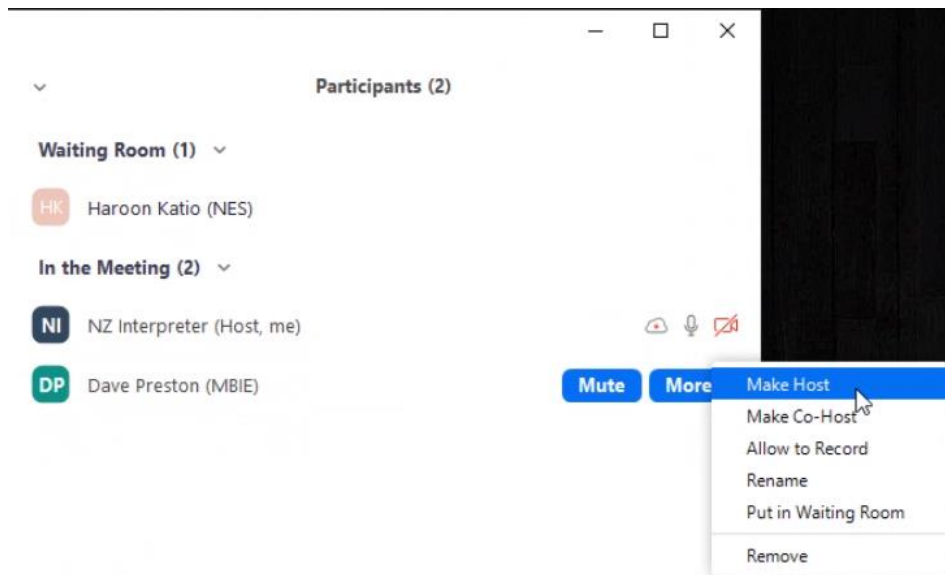 Participants (2)
Waiting Room (1)
HK Haroon Katio (NES)
In the Meeting (2)
NI NZ Interpreter (Host, me)
DP Dave Preston (MBIE) Mute More
Make Host
Make Co-Host
Allow to Record
Rename
Put in Waiting Room
Remove